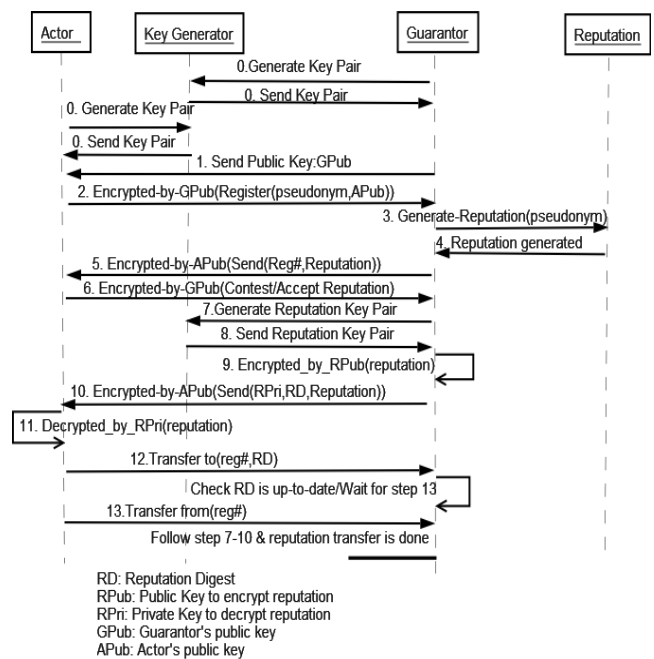 Actor
Key Generator
Guarantor
Reputation
0.Generate Key Pair
0. Send Key Pair
0. Generate Key Pair
0. Send Key Pair
1. Send Public Key:GPub
2. Encrypted-by-GPub(Register(pseudonym,APub))
3. Generate-Reputation(pseudonym)
4. Reputation generated
5. Encrypted-by-APub(Send(Reg#,Reputation))
6. Encrypted-by-GPub(Contest/Accept Reputation)
7.Generate Reputation Key Pair
8. Send Reputation Key Pair
9. Encrypted_by_RPub(reputation)
10. Encrypted-by-APub(Send(RPri,RD,Reputation))
11. Decrypted_by_RPri(reputation)
12.Transfer to(reg#,RD)
Check RD is up-to-date/Wait for step 13
13.Transfer from(reg#)
Follow step 7-10 & reputation transfer is done
RD: Reputation Digest
RPub: Public Key to encrypt reputation
RPri: Private Key to decrypt reputation
GPub: Guarantor's public key
APub: Actor's public key